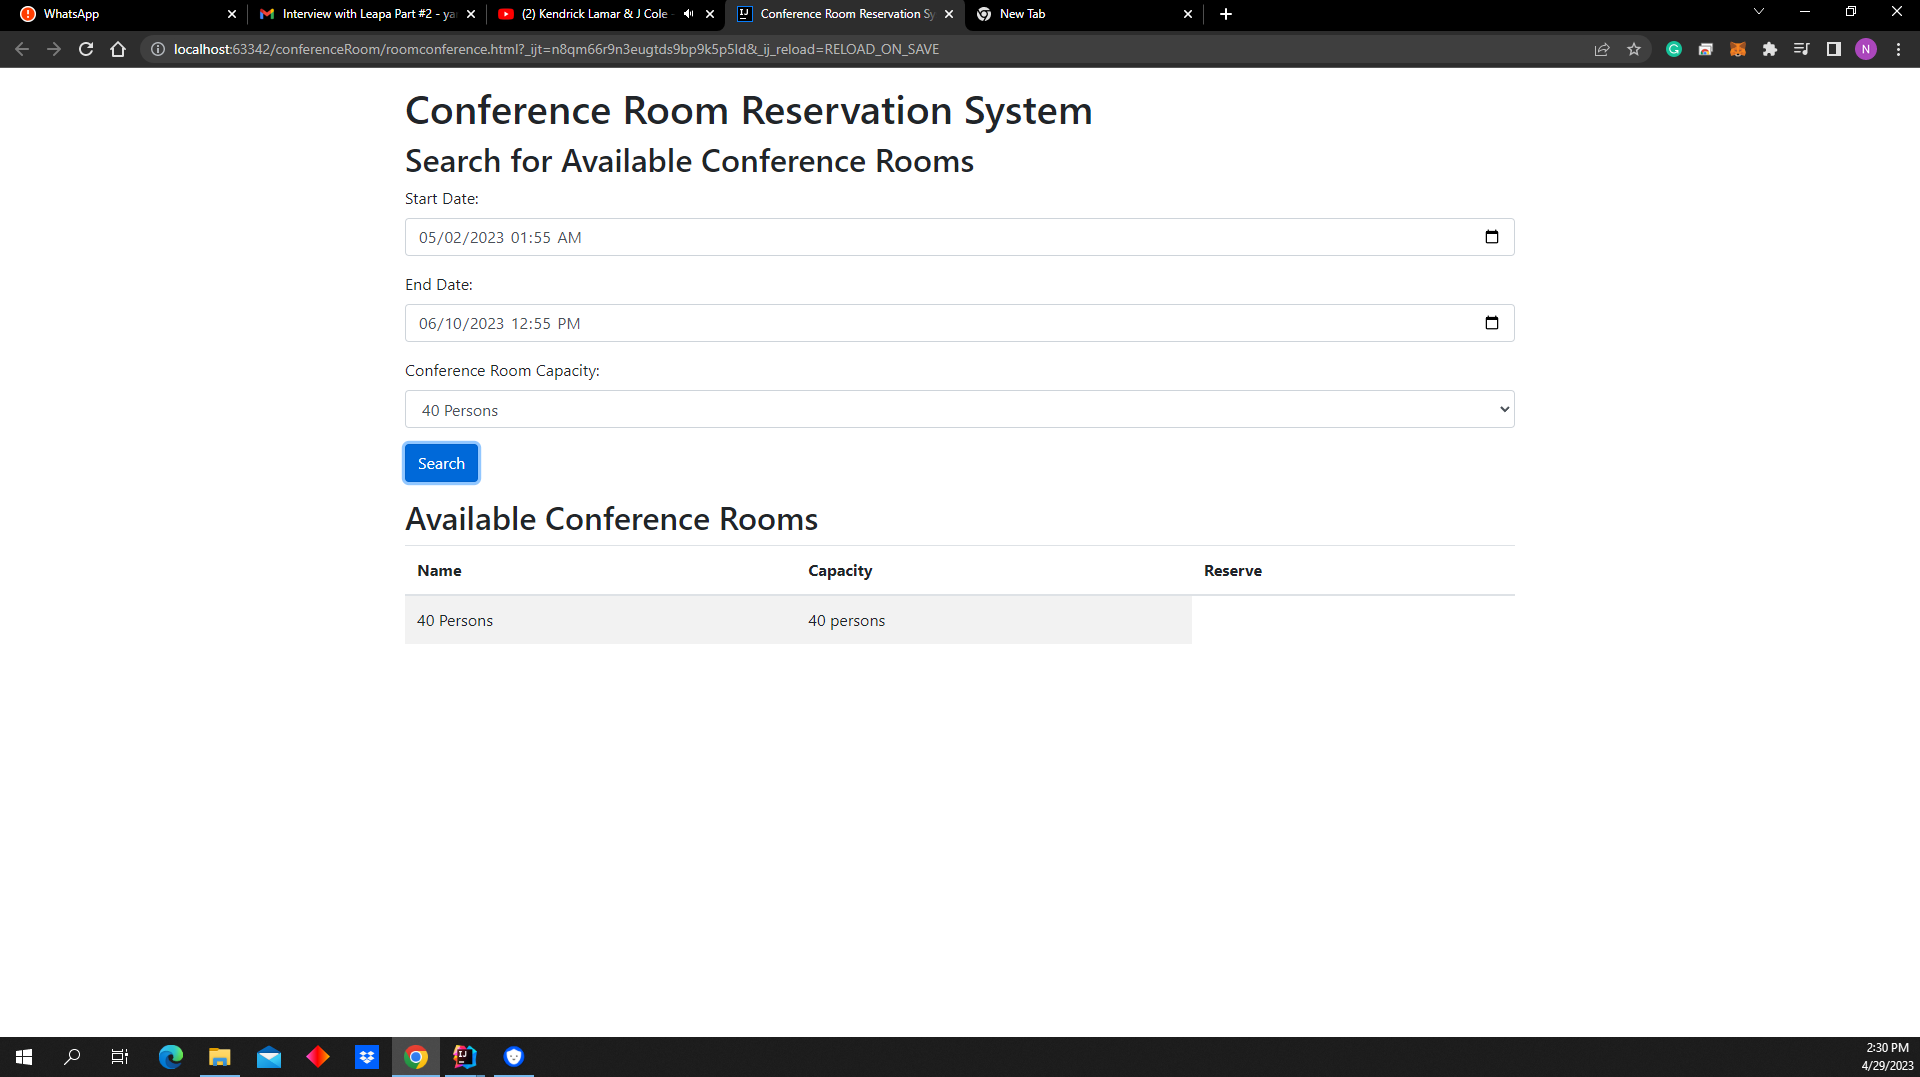 WhatsApp
Interview with Leapa Part #2 - ya
(2) Kendrick Lamar & J Cole -
Conference Room Reservation Sy
New Tab
localhost:63342/conferenceRoom/roomconference.html?_ijt=n8qm66r9n3eugtds9bp9k5p5ld&_ij_reload=RELOAD_ON_SAVE
N
Conference Room Reservation System
Search for Available Conference Rooms
Start Date:
05/02/2023 01:55 AM
End Date:
06/10/2023 12:55 PM
Conference Room Capacity:
40 Persons
Search
Available Conference Rooms
Name Capacity Reserve
40 Persons 40 persons
2:30 PM
4/29/2023